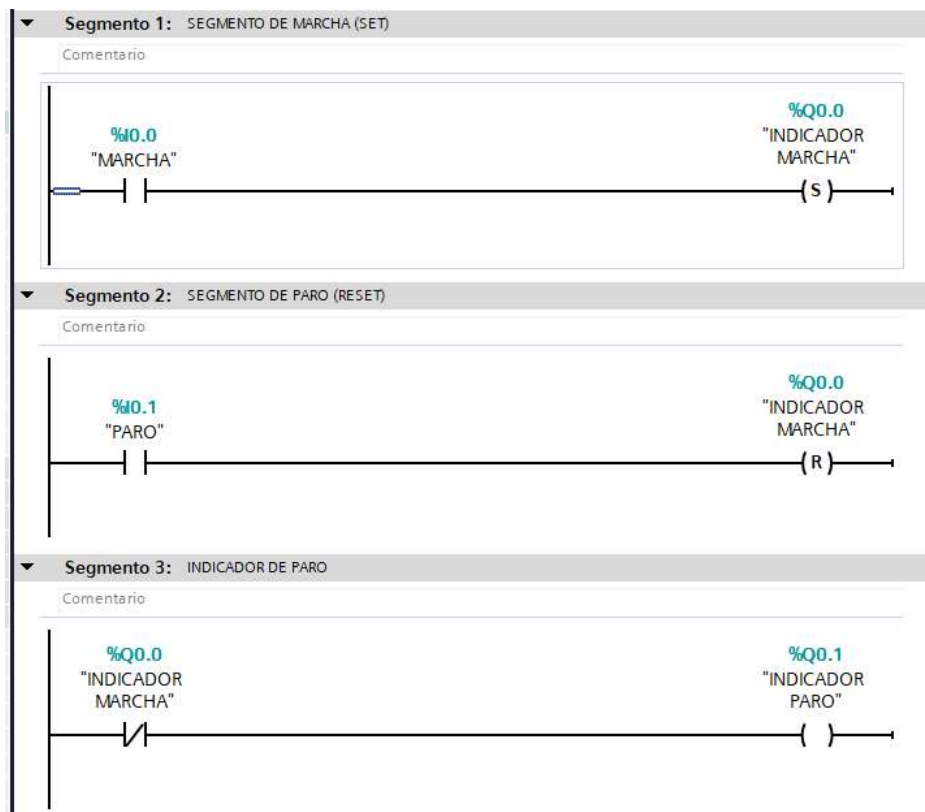 Segmento 1: SEGMENTO DE MARCHA (SET)
Comentario
%I0.0
"MARCHA"
%Q0.0
"INDICADOR
MARCHA"
S
Segmento 2: SEGMENTO DE PARO (RESET)
Comentario
%I0.1
"PARO"
%Q0.0
"INDICADOR
MARCHA"
R
Segmento 3: INDICADOR DE PARO
Comentario
%Q0.0
"INDICADOR
MARCHA"
%Q0.1
"INDICADOR
PARO"